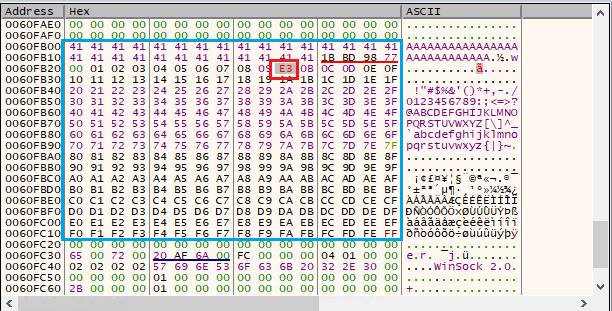 Address Hex ASCII
0060FAE0 00 00 00 00 00 00 00 00 00 00 00 00 00 00 00 00 ................
0060FAF0 00 00 00 00 00 00 00 00 00 00 00 00 00 00 00 00 ................
0060FB00 41 41 41 41 41 41 41 41 41 41 41 41 41 41 41 41 AAAAAAAAAAAAAAAA
0060FB10 41 41 41 41 41 41 41 41 41 41 41 41 1B BD 98 77 AAAAAAAAAAAA.½.w
0060FB20 00 01 02 03 04 05 06 07 08 09 E3 0B 0C 0D 0E 0F ..........ã.....
0060FB30 10 11 12 13 14 15 16 17 18 19 1A 1B 1C 1D 1E 1F ................
0060FB40 20 21 22 23 24 25 26 27 28 29 2A 2B 2C 2D 2E 2F !"#$%&'()*+,-./
0060FB50 30 31 32 33 34 35 36 37 38 39 3A 3B 3C 3D 3E 3F 0123456789:;<=>?
0060FB60 40 41 42 43 44 45 46 47 48 49 4A 4B 4C 4D 4E 4F @ABCDEFGHIJKLMNO
0060FB70 50 51 52 53 54 55 56 57 58 59 5A 5B 5C 5D 5E 5F PQRSTUVWXYZ[\]^_
0060FB80 60 61 62 63 64 65 66 67 68 69 6A 6B 6C 6D 6E 6F `abcdefghijklmno
0060FB90 70 71 72 73 74 75 76 77 78 79 7A 7B 7C 7D 7E 7F pqrstuvwxyz{|}~.
0060FBA0 80 81 82 83 84 85 86 87 88 89 8A 8B 8C 8D 8E 8F ................
0060FBB0 90 91 92 93 94 95 96 97 98 99 9A 9B 9C 9D 9E 9F ................
0060FBC0 A0 A1 A2 A3 A4 A5 A6 A7 A8 A9 AA AB AC AD AE AF ¡¢£¤¥¦§¨©ª«¬.®¯
0060FBD0 B0 B1 B2 B3 B4 B5 B6 B7 B8 B9 BA BB BC BD BE BF °±²³´µ¶·¸¹º»¼½¾¿
0060FBE0 C0 C1 C2 C3 C4 C5 C6 C7 C8 C9 CA CB CC CD CE CF ÀÁÂÃÄÅÆÇÈÉÊËÌÍÎÏ
0060FBF0 D0 D1 D2 D3 D4 D5 D6 D7 D8 D9 DA DB DC DD DE DF ÐÑÒÓÔÕÖ×ØÙÚÛÜÝÞß
0060FC00 E0 E1 E2 E3 E4 E5 E6 E7 E8 E9 EA EB EC ED EE EF àáâãäåæçèéêëìíîï
0060FC10 F0 F1 F2 F3 F4 F5 F6 F7 F8 F9 FA FB FC FD FE FF ðñòóôõö÷øùúûüýþÿ
0060FC20 00 00 00 00 00 00 00 00 00 00 00 00 00 00 00 00 ................
0060FC30 65 00 72 00 20 AF 6A 00 FC 00 00 00 04 01 00 00 e.r. ¯j.ü.......
0060FC40 02 02 02 02 57 69 6E 53 6F 63 6B 20 32 2E 30 00 ....WinSock 2.0.
0060FC50 00 00 00 00 00 00 00 00 00 00 00 00 00 00 00 00 ................
0060FC60 2B 00 00 00 01 00 00 00 00 00 00 00 00 00 00 00 +...............